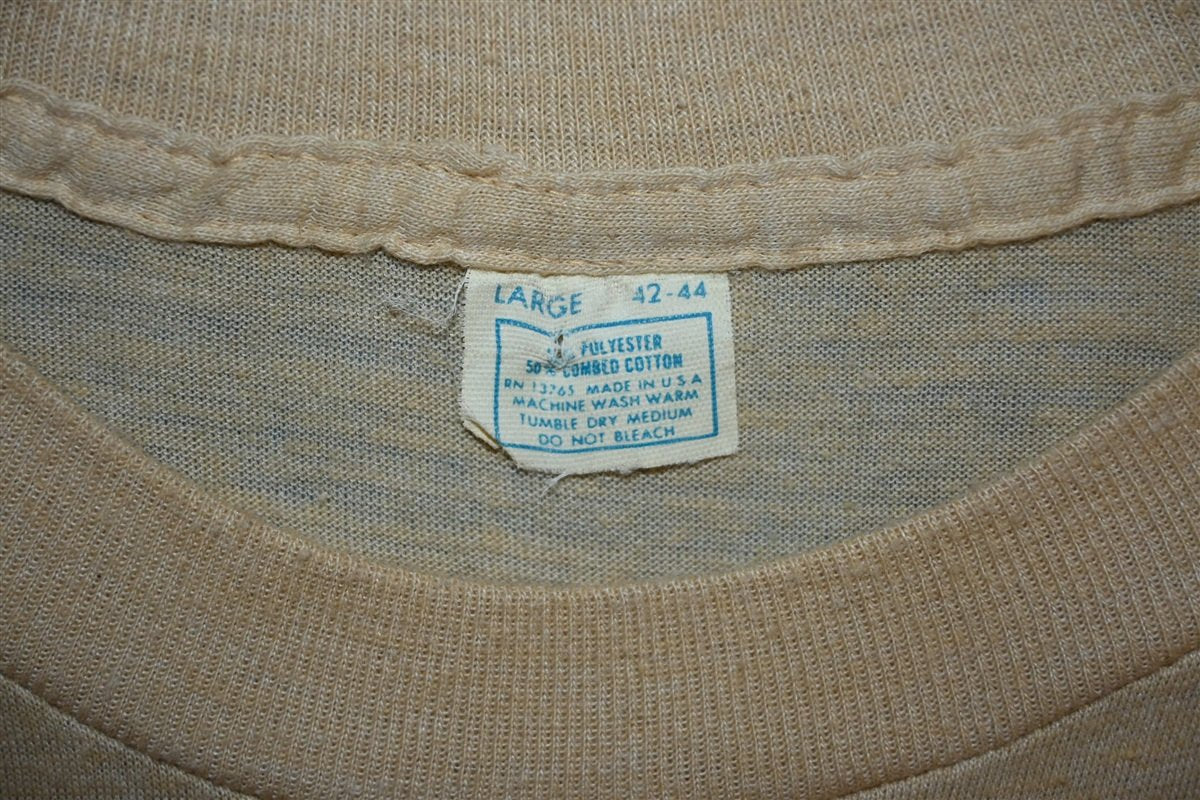 LARGE 42-44
POLYESTER
50% COMBED COTTON
RN 13765 MADE IN U.S.A
MACHINE WASH WARM
TUMBLE DRY MEDIUM
DO NOT BLEACH